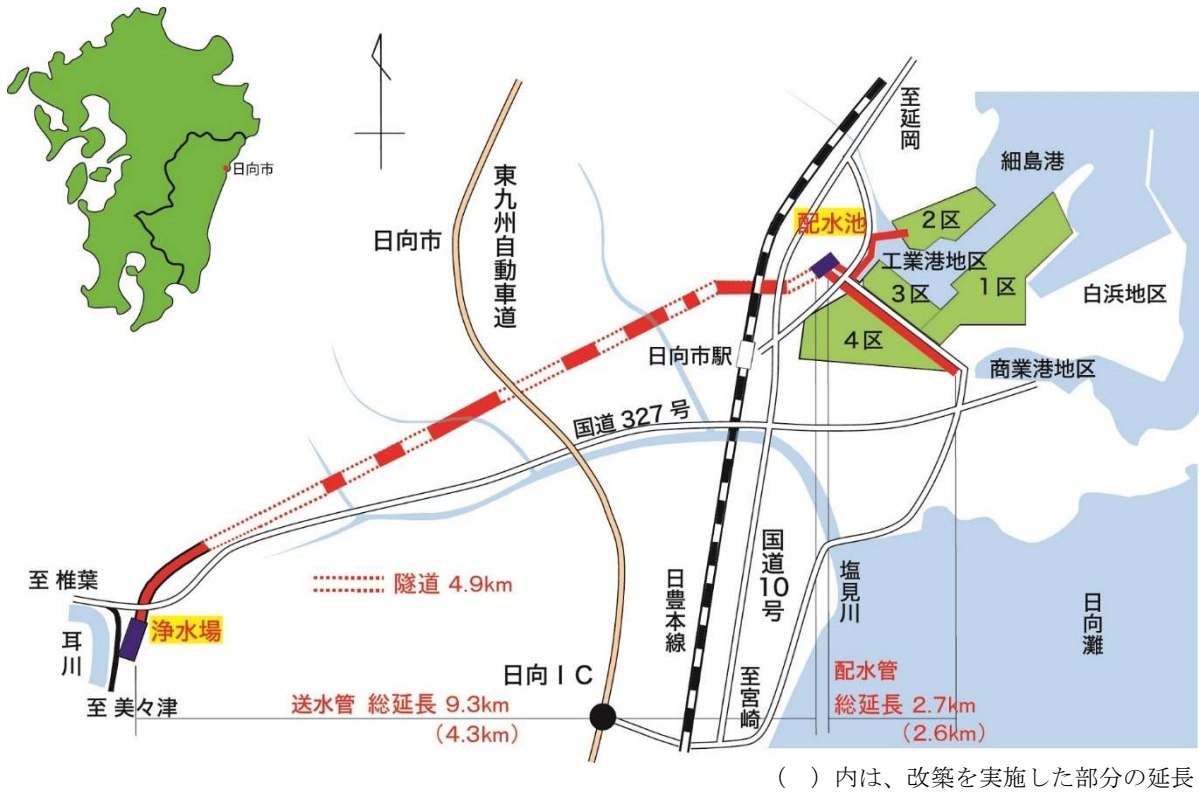 日向市
至延岡
細島港
東九州自動車道
日向市
配水池
2区
工業港地区
1区
3区
白浜地区
4区
日向市駅
商業港地区
国道 327 号
至 椎葉
隧道 4.9km
耳川
浄水場
至 美々津
日豊本線
国道10号
塩見川
日向灘
日向IC
至宮崎
送水管 総延長 9.3km
(4.3km)
配水管
総延長 2.7km
(2.6km)
( )内は、改築を実施した部分の延長